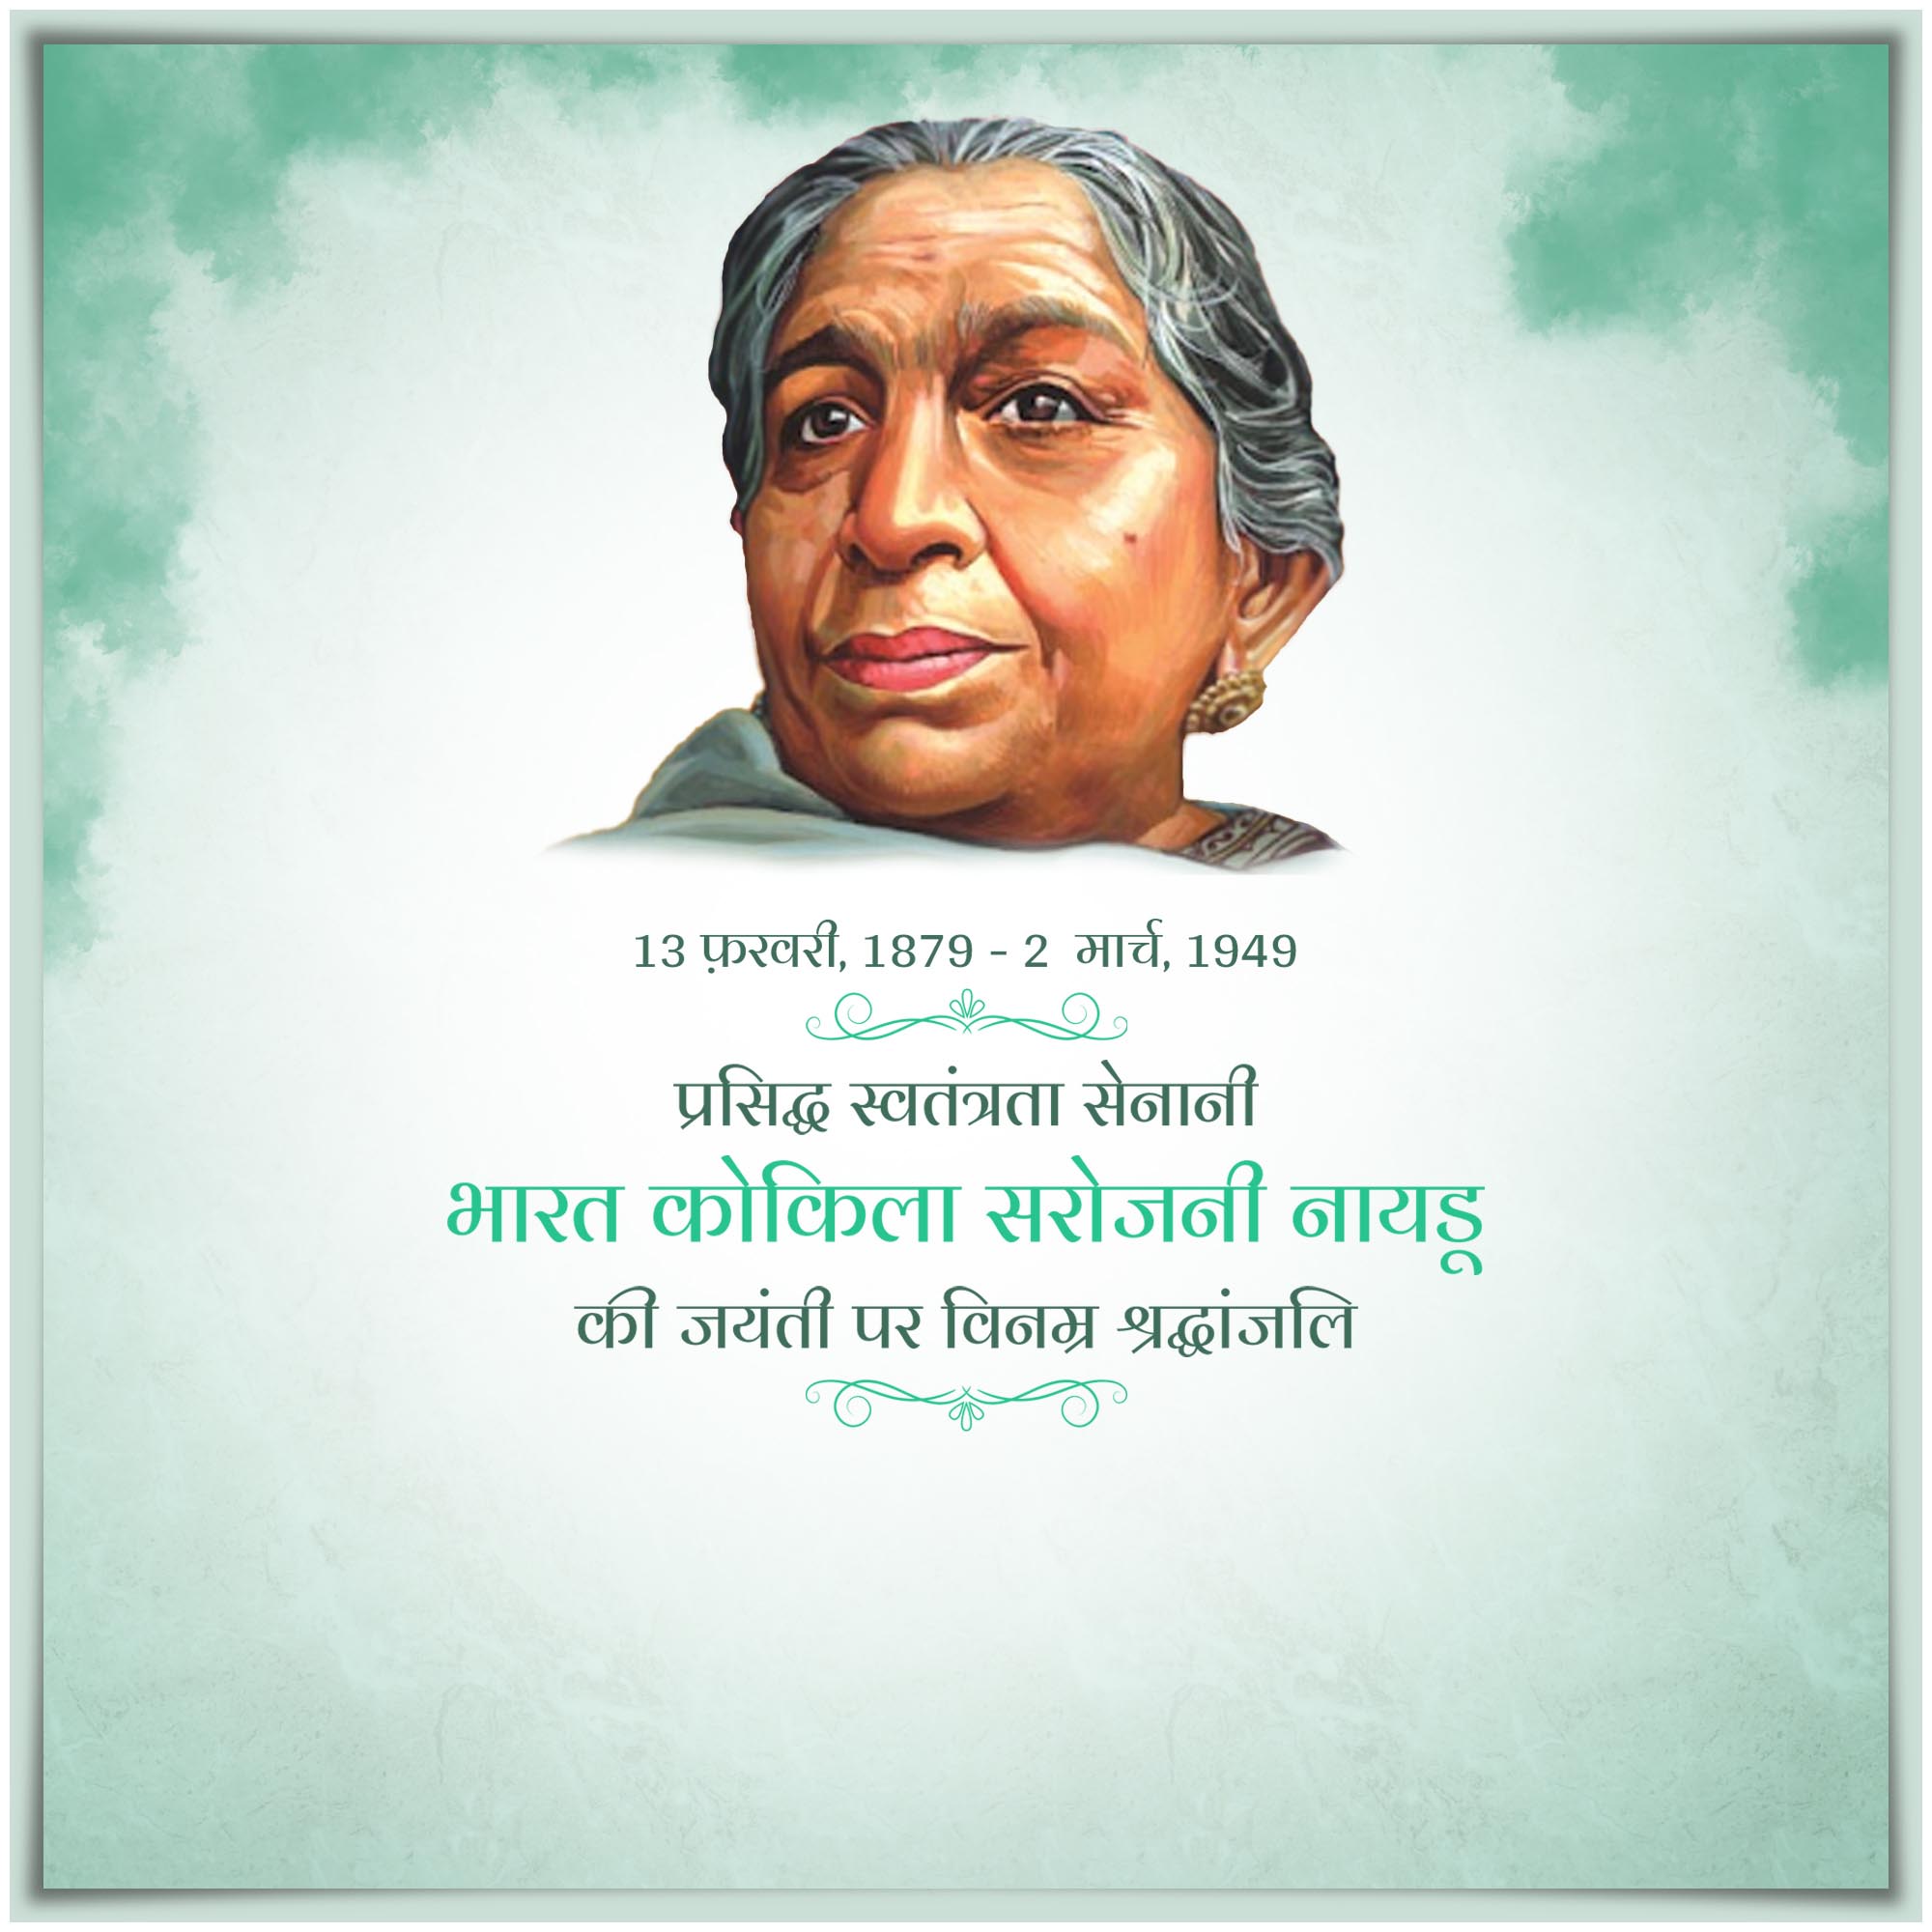 13 फ़रवरी, 1879 - 2 मार्च, 1949
प्रसिद्ध स्वतंत्रता सेनानी
भारत कोकिला सरोजनी नायडू
की जयंती पर विनम्र श्रद्धांजलि